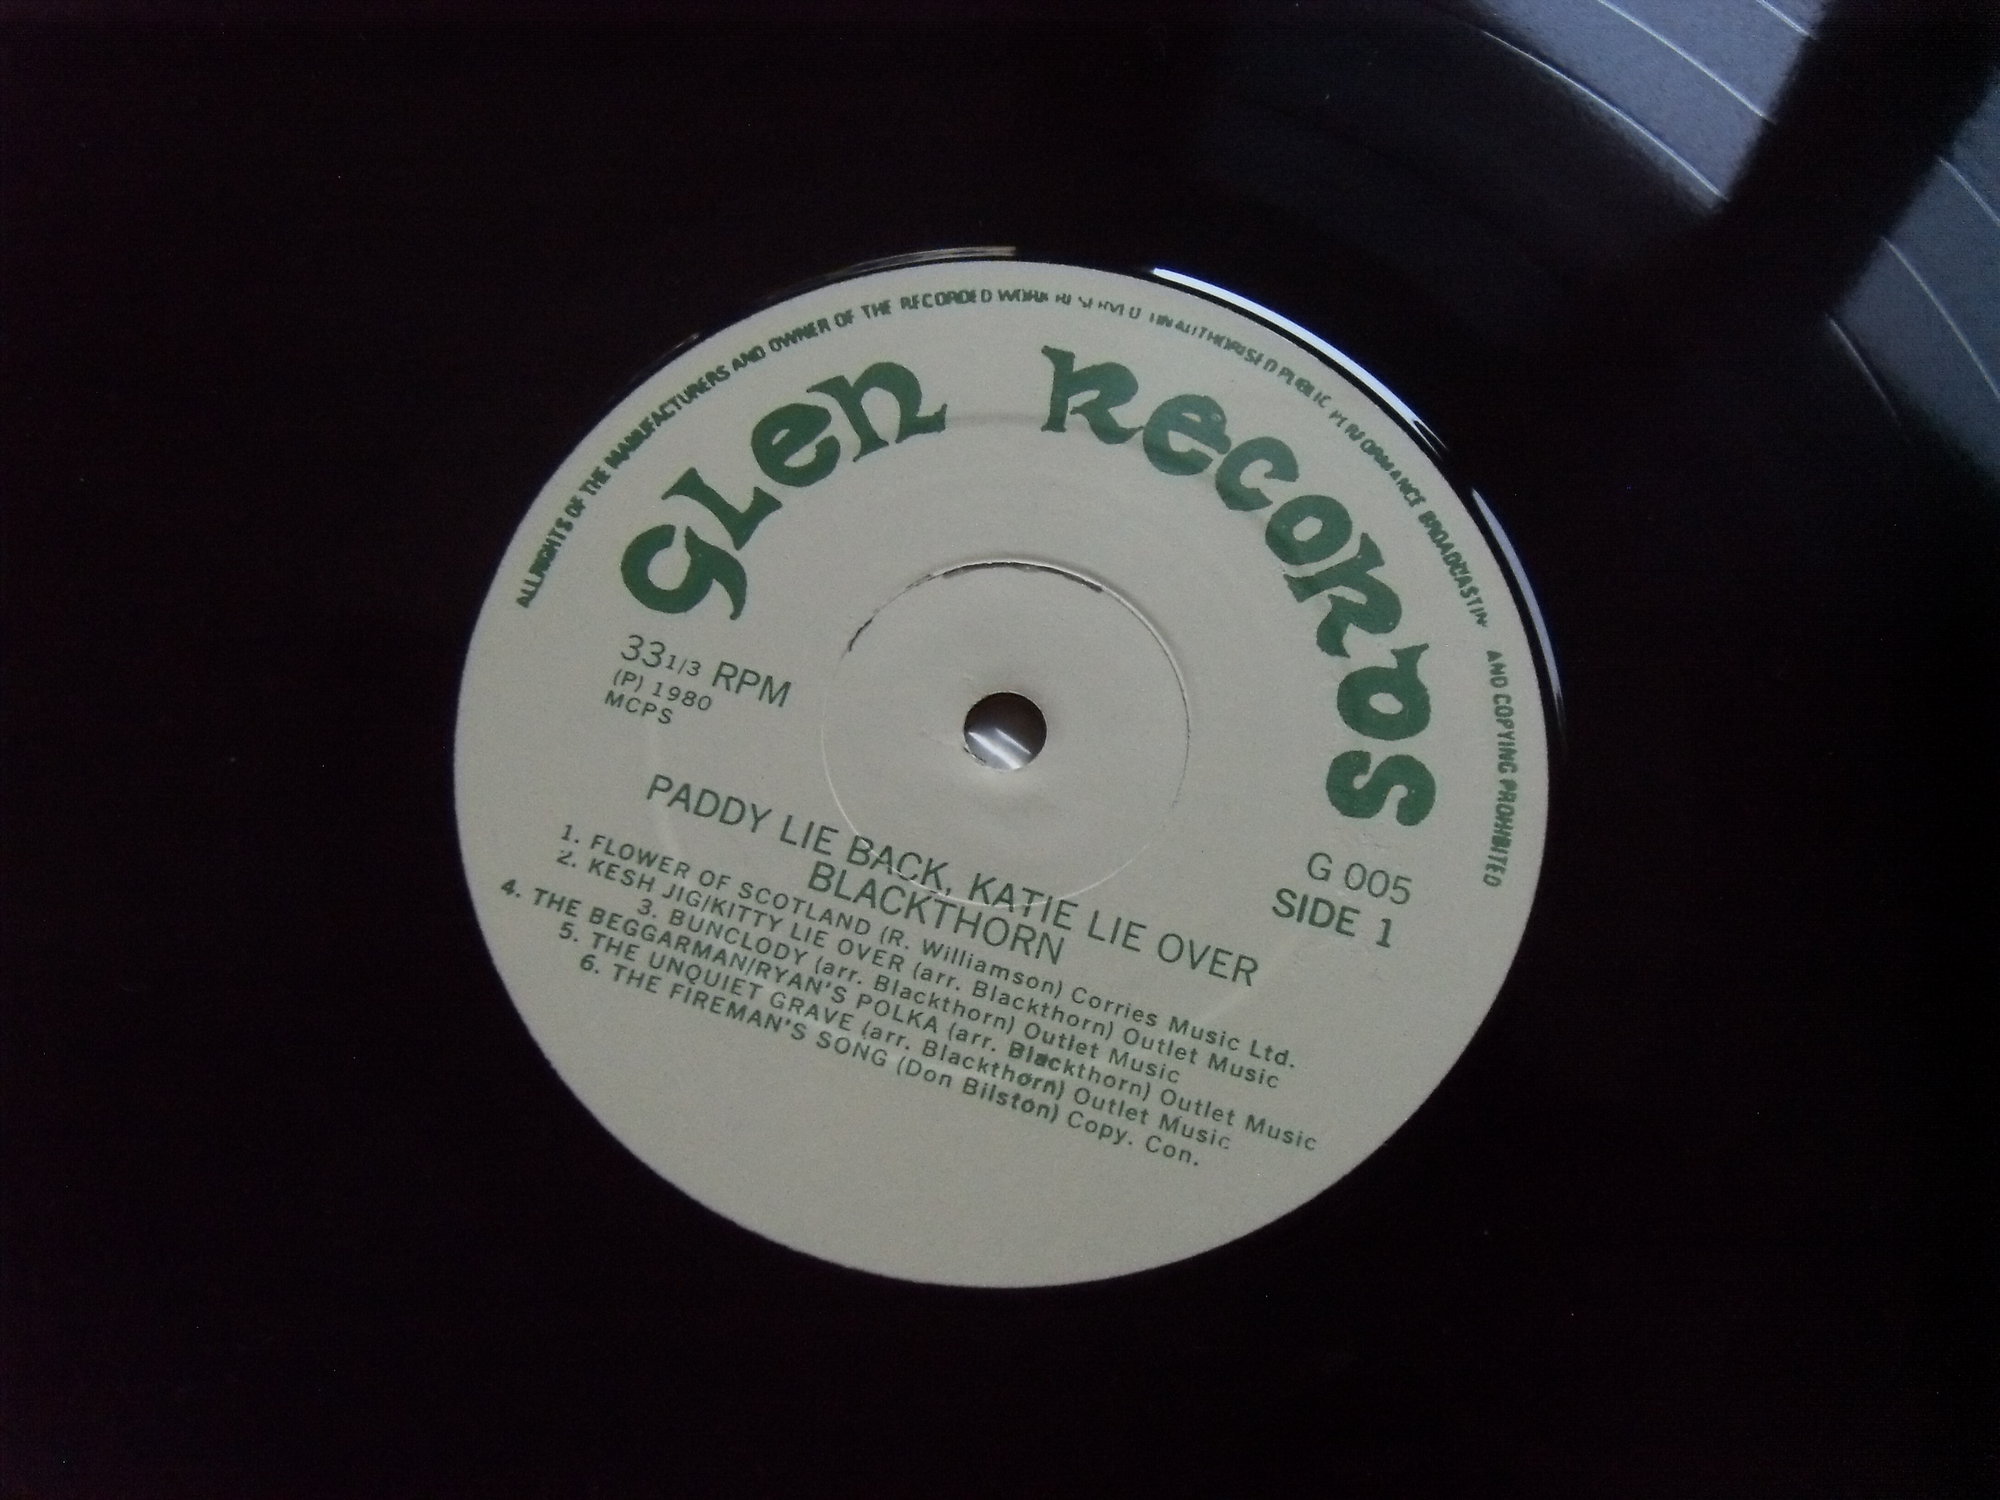 ALL RIGHTS OF THE MANUFACTURERS AND OWNER OF THE RECORDED WORK RESERVED UNAUTHORISED PUBLIC PERFORMANCE BROADCASTIN AND COPYING PROHIBITED
Glen Records
33 1/3 RPM
(P) 1980
MCPS
G 005
SIDE 1
PADDY LIE BACK, KATIE LIE OVER
BLACKTHORN
1. FLOWER OF SCOTLAND (R. Williamson) Corries Music Ltd.
2. KESH JIG/KITTY LIE OVER (arr. Blackthorn) Outlet Music
3. BUNCLODY (arr. Blackthorn) Outlet Music
4. THE BEGGARMAN/RYAN'S POLKA (arr. Blackthorn) Outlet Music
5. THE UNQUIET GRAVE (arr. Blackthorn) Outlet Music
6. THE FIREMAN'S SONG (Don Bilston) Copy. Con.